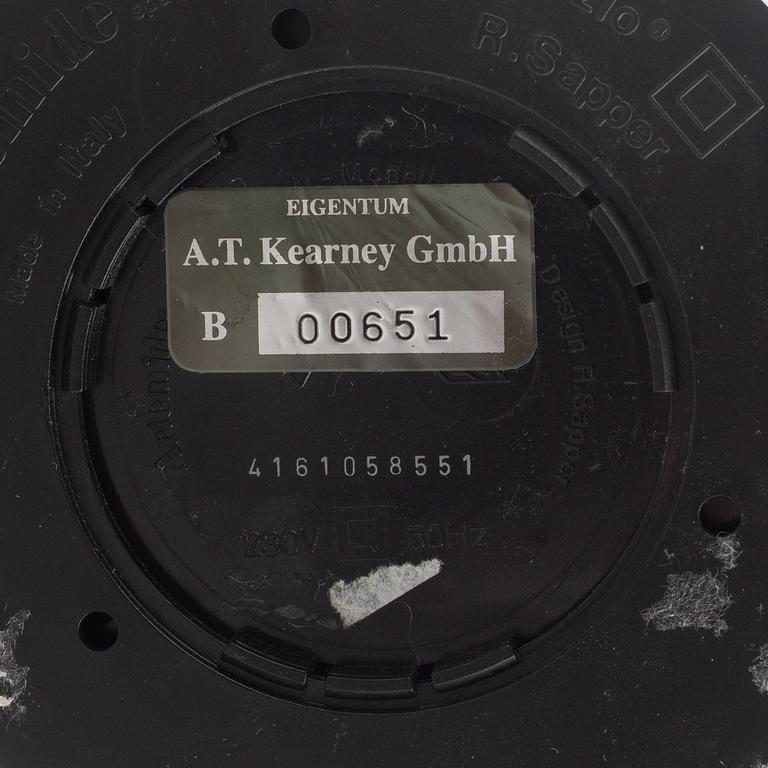 R. Sapper
Made in Italy
EIGENTUM
A.T. Kearney GmbH
B 00651
Artemide
Design R. Sapper
4161058551
230V 50Hz